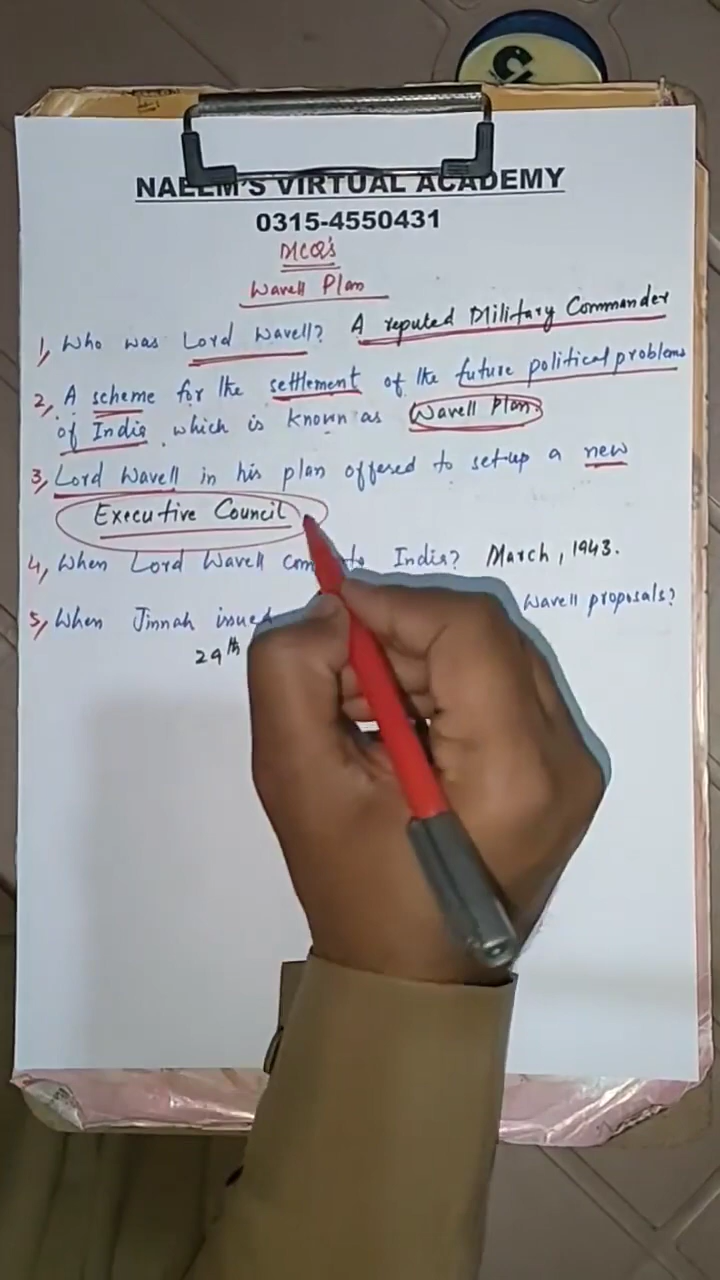 NAEEM'S VIRTUAL ACADEMY
0315-4550431
MCQ's
Wavell Plan
1, Who was Lord Wavell? A reputed Military Commander
2, A scheme for the settlement of the future political problems
of India which is known as Wavell Plan.
3, Lord Wavell in his plan offered to set-up a new
Executive Council
4, When Lord Wavell to India? March, 1943.
5, When Jinnah issued Wavell proposals?
29th